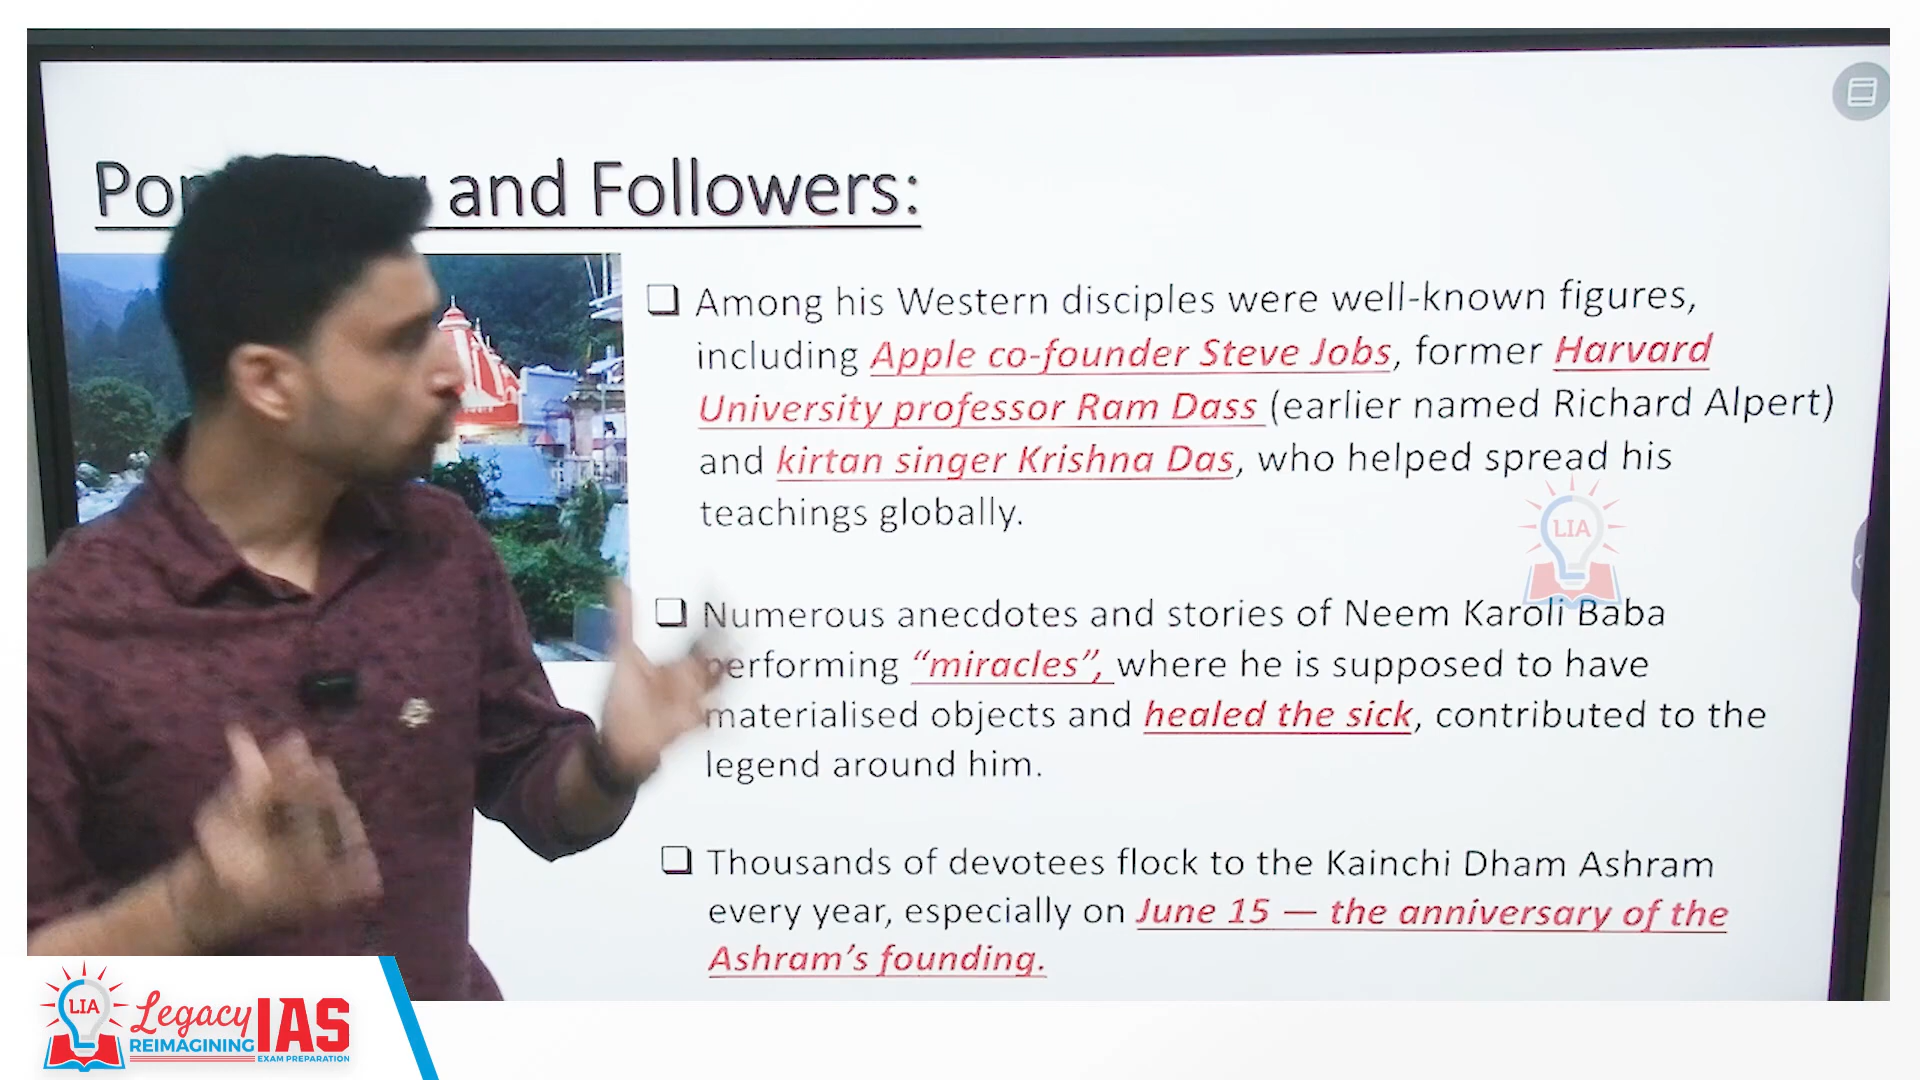 and Followers:
Among his Western disciples were well-known figures,
including Apple co-founder Steve Jobs, former Harvard
University professor Ram Dass (earlier named Richard Alpert)
and kirtan singer Krishna Das, who helped spread his
teachings globally.
LIA
Numerous anecdotes and stories of Neem Karoli Baba
performing “miracles”, where he is supposed to have
materialised objects and healed the sick, contributed to the
legend around him.
Thousands of devotees flock to the Kainchi Dham Ashram
every year, especially on June 15 — the anniversary of the
Ashram’s founding.
LIA
Legacy IAS
REIMAGINING
EXAM PREPARATION